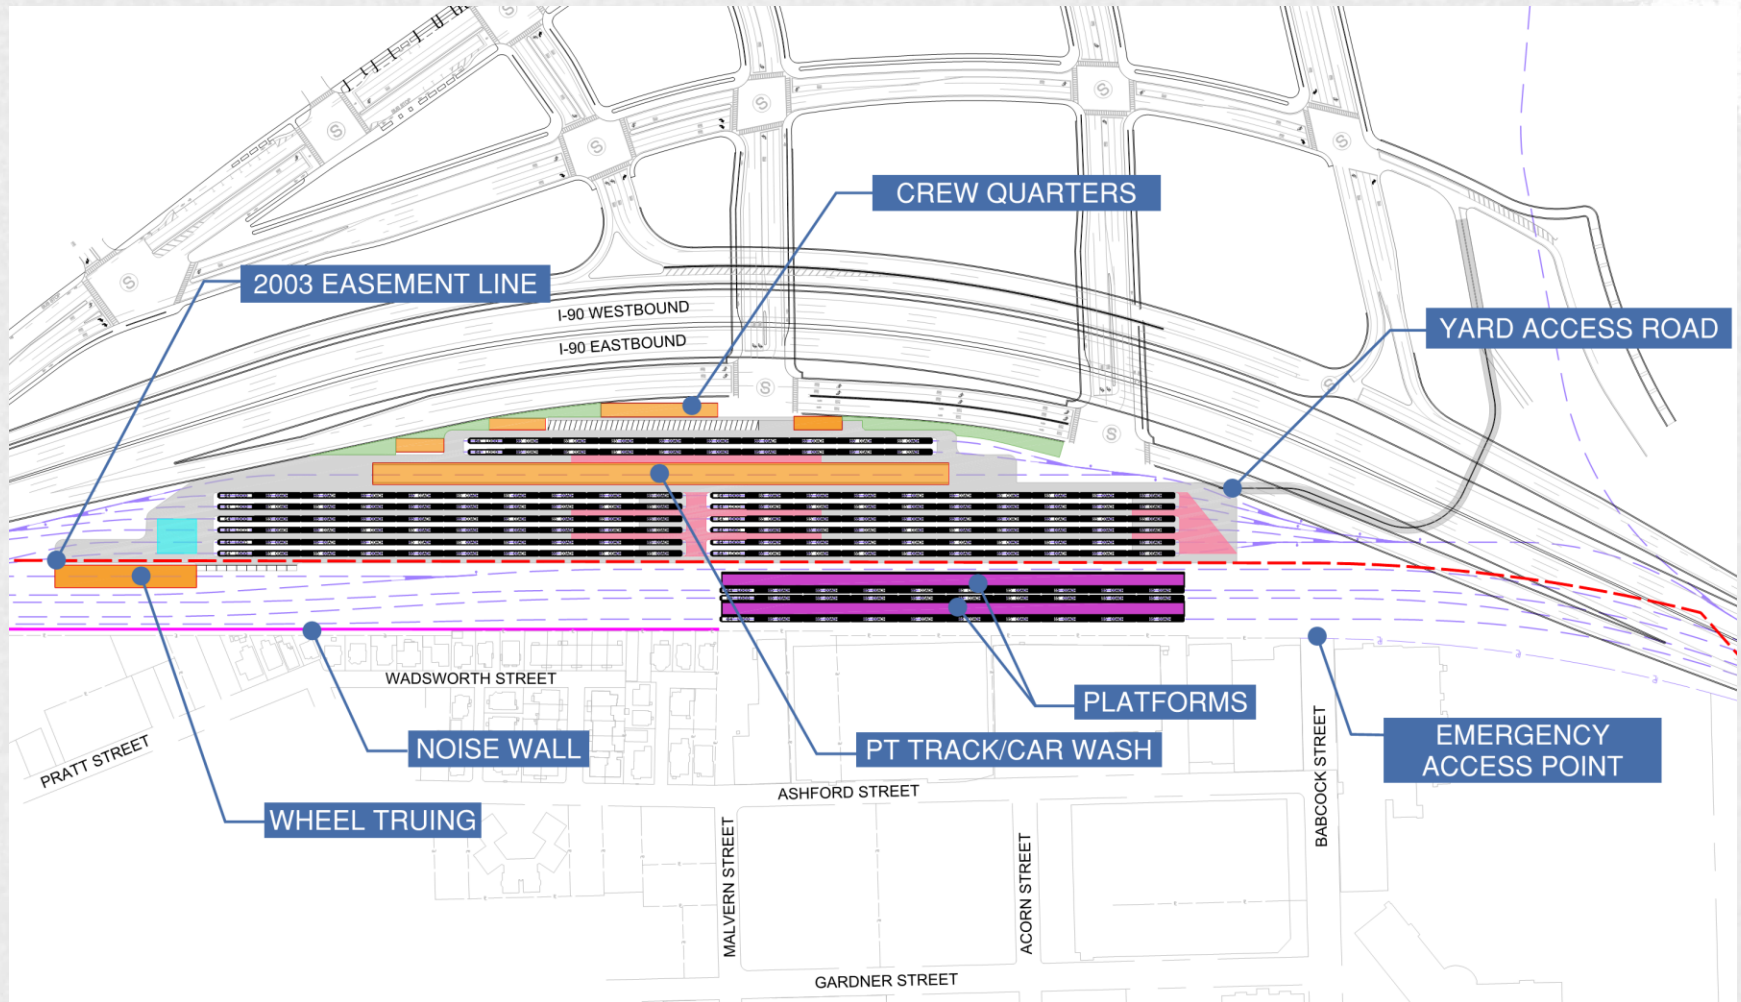 CREW QUARTERS
2003 EASEMENT LINE
I-90 WESTBOUND
YARD ACCESS ROAD
I-90 EASTBOUND
S
S
S
S
S
S
S
S
S
S
WADSWORTH STREET
PLATFORMS
NOISE WALL
PT TRACK/CAR WASH
EMERGENCY
ACCESS POINT
PRATT STREET
BABCOCK STREET
ASHFORD STREET
WHEEL TRUING
MALVERN STREET
ACORN STREET
GARDNER STREET